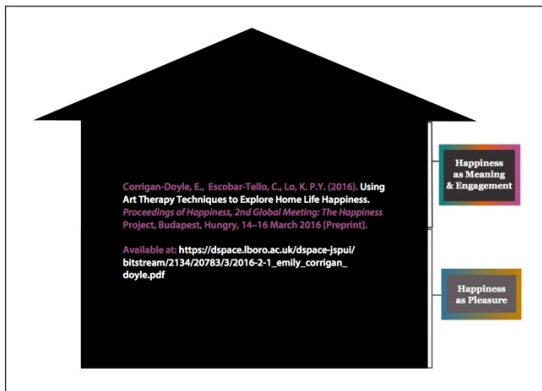 Corrigan-Doyle, E., Escobar-Tello, C., Lo, K. P.Y. (2016). Using
Art Therapy Techniques to Explore Home Life Happiness.
Proceedings of Happiness, 2nd Global Meeting: The Happiness
Project, Budapest, Hungry, 14–16 March 2016 [Preprint].
Available at: https://dspace.lboro.ac.uk/dspace-jspui/
bitstream/2134/20783/3/2016-2-1_emily_corrigan_
doyle.pdf
Happiness
as Meaning
& Engagement
Happiness
as Pleasure